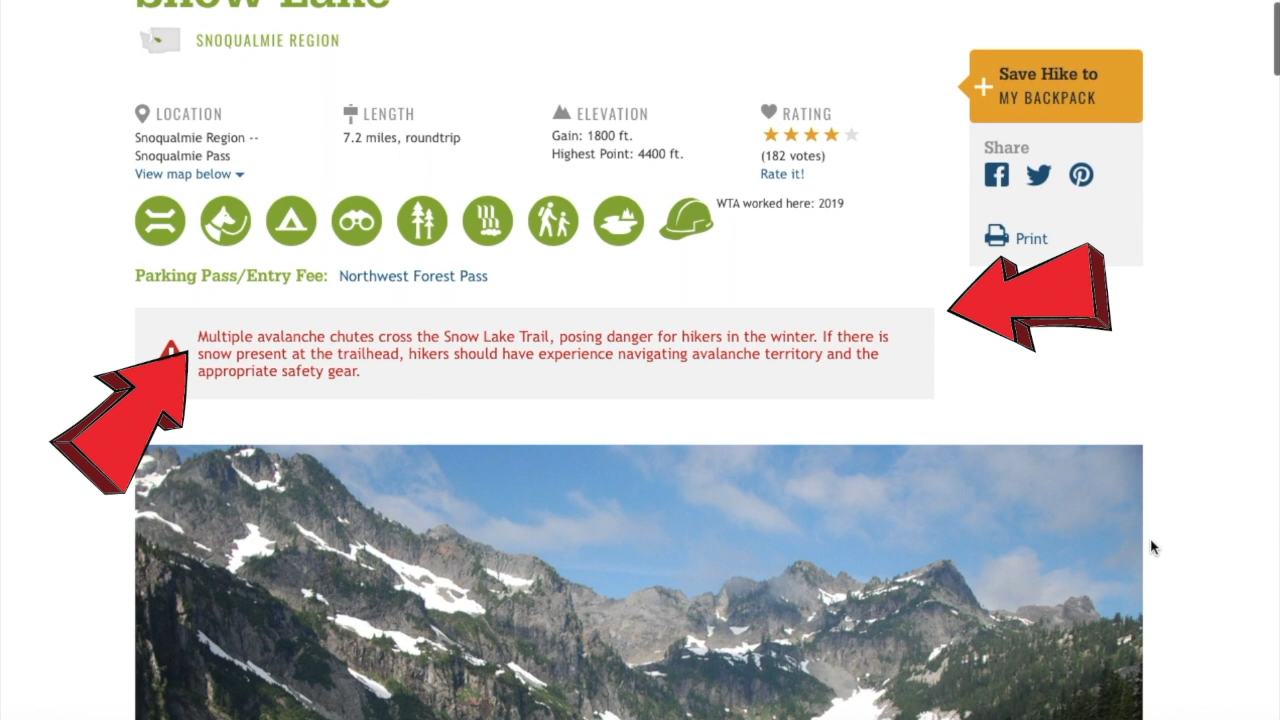 Snow Lake
SNOQUALMIE REGION
Save Hike to
MY BACKPACK
LOCATION
Snoqualmie Region --
Snoqualmie Pass
View map below
LENGTH
7.2 miles, roundtrip
ELEVATION
Gain: 1800 ft.
Highest Point: 4400 ft.
RATING
(182 votes)
Rate it!
Share
Print
WTA worked here: 2019
Parking Pass/Entry Fee: Northwest Forest Pass
Multiple avalanche chutes cross the Snow Lake Trail, posing danger for hikers in the winter. If there is
snow present at the trailhead, hikers should have experience navigating avalanche territory and the
appropriate safety gear.